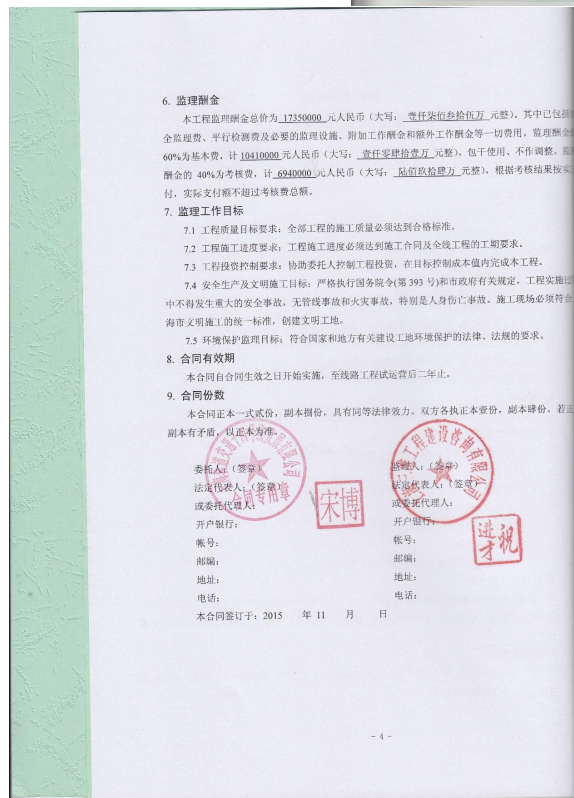 6. 监理酬金
本工程监理酬金总价为 17350000 元人民币（大写： 壹仟柒佰叁拾伍万 元整）。其中已包括
全监理费、平行检测费及必要的监理设施、附加工作酬金和额外工作酬金等一切费用。监理酬金
60%为基本费，计 10410000 元人民币（大写： 壹仟零肆拾壹万 元整），包干使用、不作调整。监理
酬金的 40%为考核费，计 6940000 元人民币（大写： 陆佰玖拾肆万 元整），根据考核结果按实
付，实际支付额不超过考核费总额。
7. 监理工作目标
7.1 工程质量目标要求：全部工程的施工质量必须达到合格标准。
7.2 工程施工进度要求：工程施工进度必须达到施工合同及全线工程的工期要求。
7.3 工程投资控制要求：协助委托人控制工程投资，在目标控制成本值内完成本工程。
7.4 安全生产及文明施工目标：严格执行国务院令(第 393 号)和市政府有关规定，工程实施过
中不得发生重大的安全事故，无管线事故和火灾事故，特别是人身伤亡事故。施工现场必须符合
海市文明施工的统一标准，创建文明工地。
7.5 环境保护监理目标：符合国家和地方有关建设工地环境保护的法律、法规的要求。
8. 合同有效期
本合同自合同生效之日开始实施，至线路工程试运营后二年止。
9. 合同份数
本合同正本一式贰份，副本捌份，具有同等法律效力。双方各执正本壹份，副本肆份，若正
副本有矛盾，以正本为准。
委托人：（签章） 监理人：（签章）
法定代表人：（签章） 法定代表人：（签章）
或委托代理人： 或委托代理人：
开户银行： 开户银行：
帐号： 帐号：
邮编： 邮编：
地址： 地址：
电话： 电话：
合同专用章
工程建设咨询有限公司
宋博
祝进才
本合同签订于：2015 年 11 月 日
- 4 -